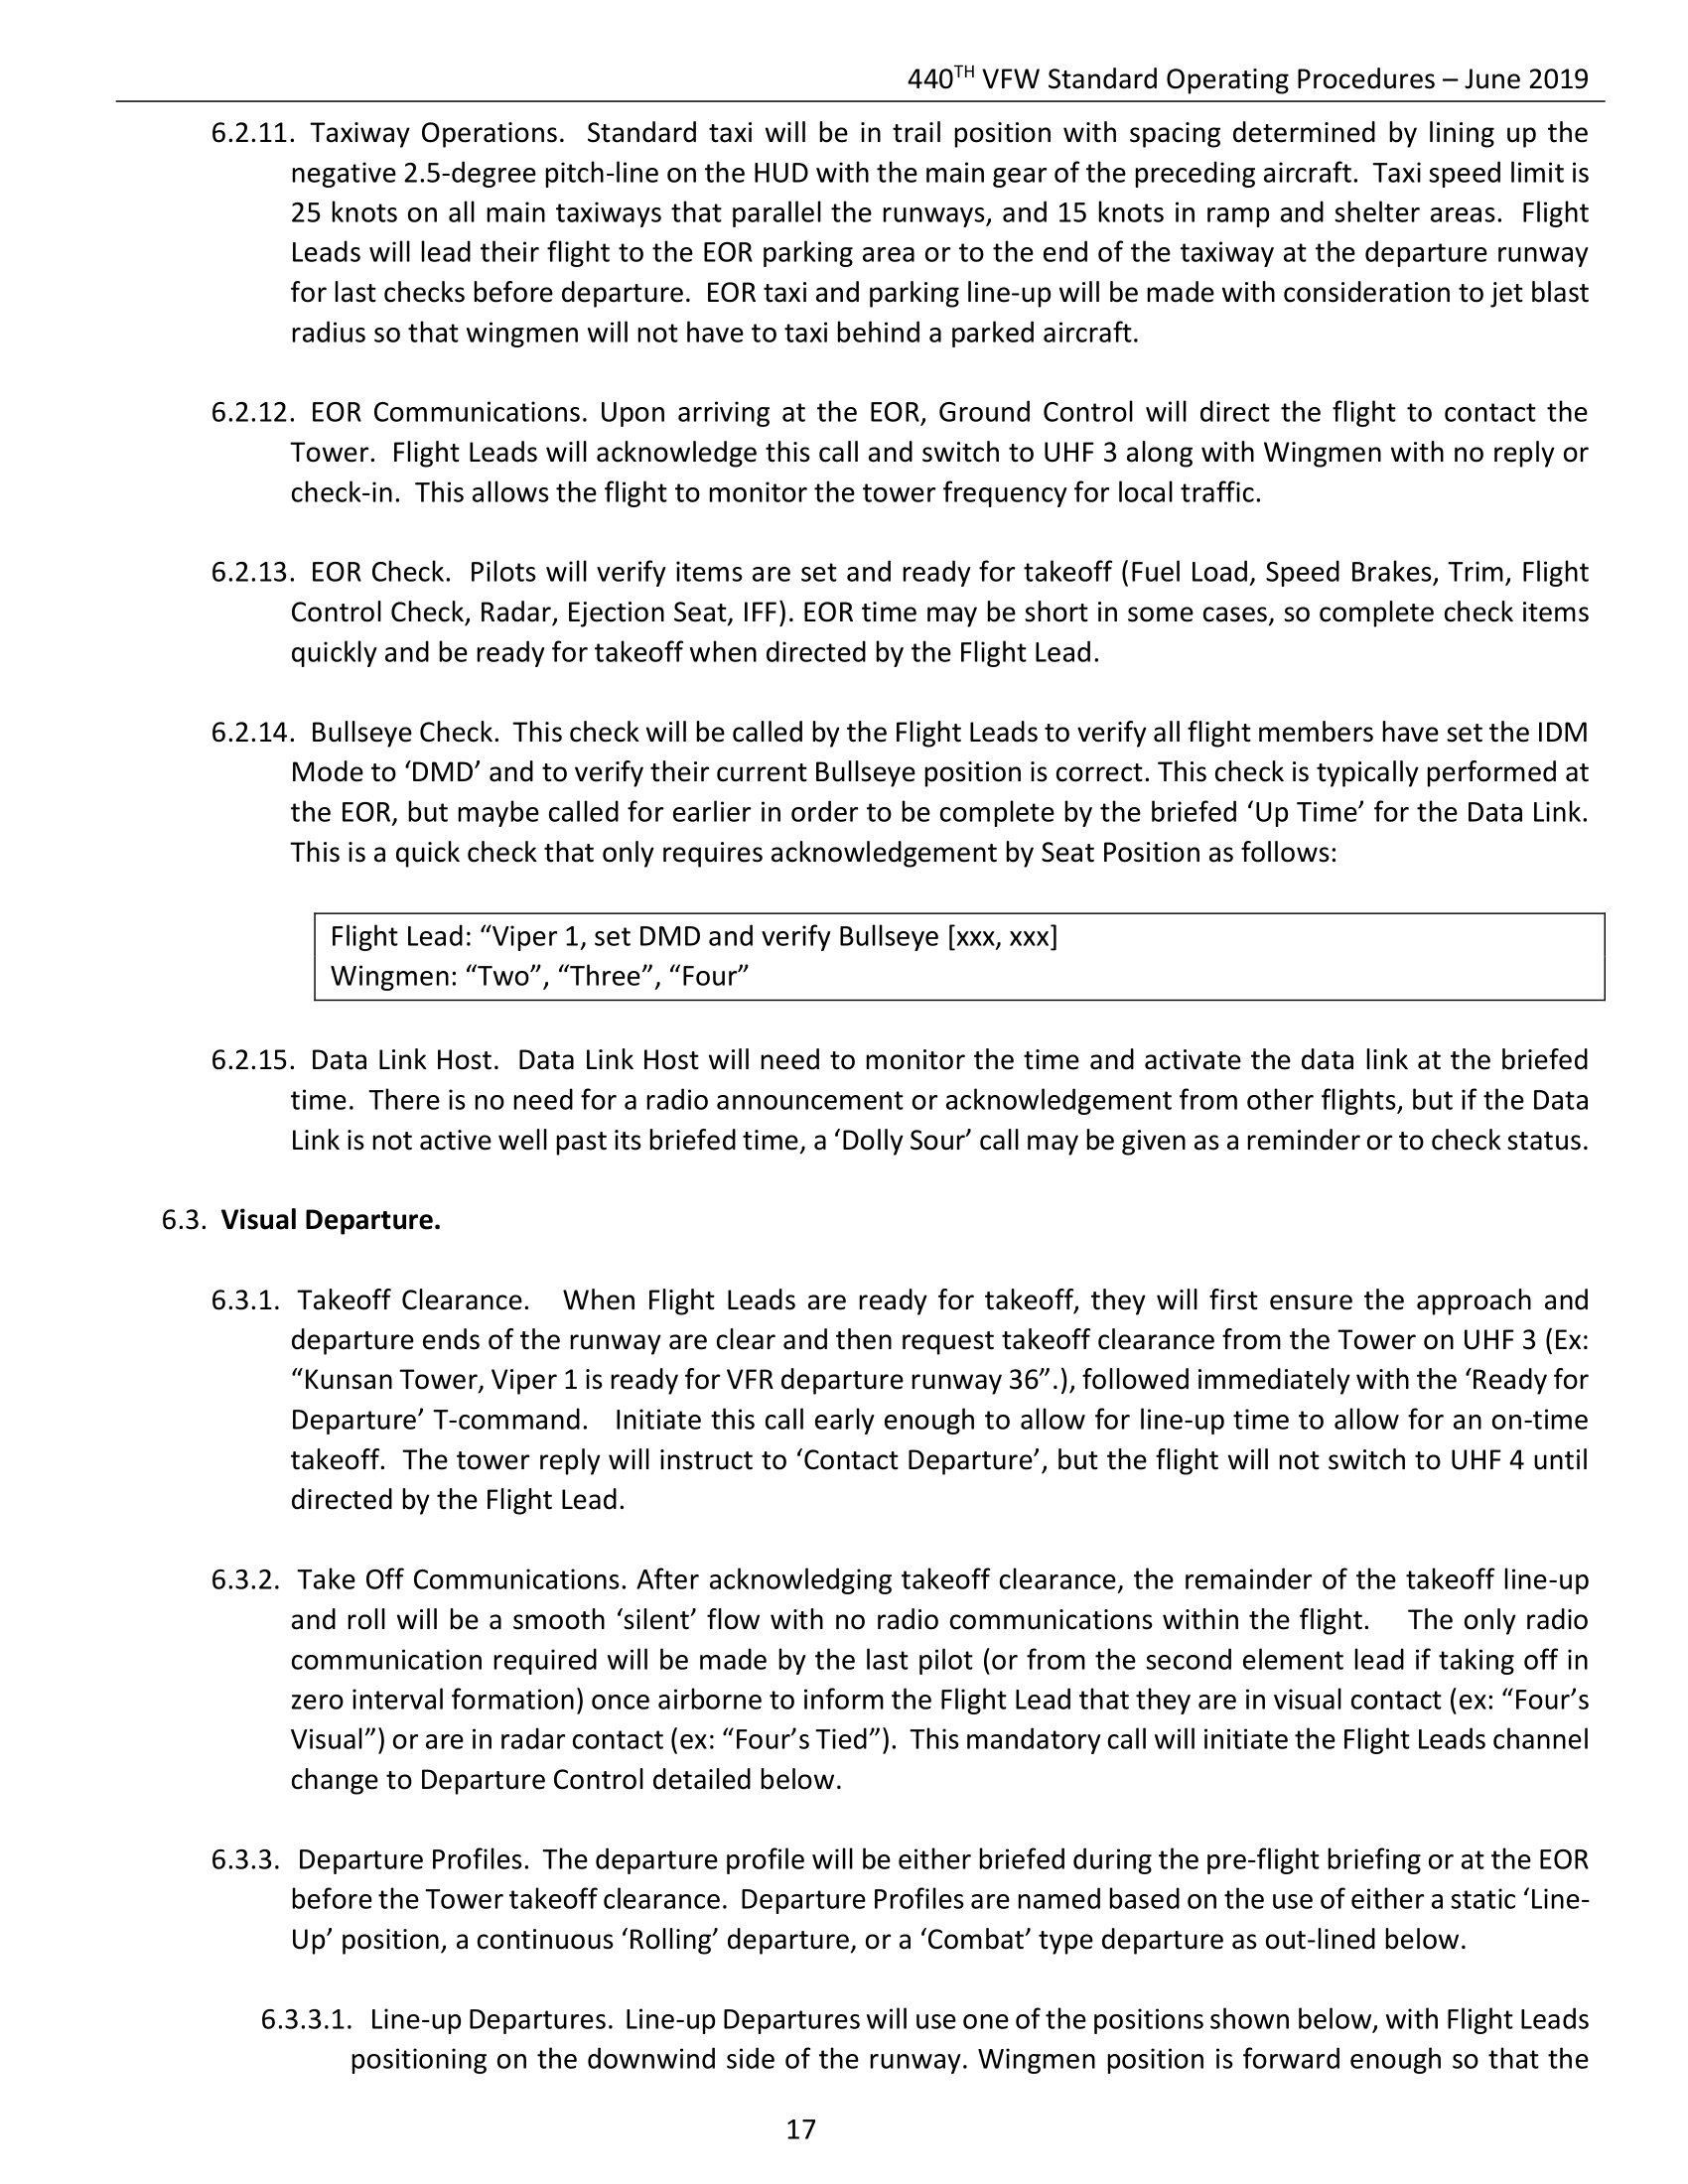 440TH VFW Standard Operating Procedures – June 2019
6.2.11. Taxiway Operations. Standard taxi will be in trail position with spacing determined by lining up the
negative 2.5-degree pitch-line on the HUD with the main gear of the preceding aircraft. Taxi speed limit is
25 knots on all main taxiways that parallel the runways, and 15 knots in ramp and shelter areas. Flight
Leads will lead their flight to the EOR parking area or to the end of the taxiway at the departure runway
for last checks before departure. EOR taxi and parking line-up will be made with consideration to jet blast
radius so that wingmen will not have to taxi behind a parked aircraft.
6.2.12. EOR Communications. Upon arriving at the EOR, Ground Control will direct the flight to contact the
Tower. Flight Leads will acknowledge this call and switch to UHF 3 along with Wingmen with no reply or
check-in. This allows the flight to monitor the tower frequency for local traffic.
6.2.13. EOR Check. Pilots will verify items are set and ready for takeoff (Fuel Load, Speed Brakes, Trim, Flight
Control Check, Radar, Ejection Seat, IFF). EOR time may be short in some cases, so complete check items
quickly and be ready for takeoff when directed by the Flight Lead.
6.2.14. Bullseye Check. This check will be called by the Flight Leads to verify all flight members have set the IDM
Mode to ‘DMD’ and to verify their current Bullseye position is correct. This check is typically performed at
the EOR, but maybe called for earlier in order to be complete by the briefed ‘Up Time’ for the Data Link.
This is a quick check that only requires acknowledgement by Seat Position as follows:
Flight Lead: “Viper 1, set DMD and verify Bullseye [xxx, xxx]
Wingmen: “Two”, “Three”, “Four”
6.2.15. Data Link Host. Data Link Host will need to monitor the time and activate the data link at the briefed
time. There is no need for a radio announcement or acknowledgement from other flights, but if the Data
Link is not active well past its briefed time, a ‘Dolly Sour’ call may be given as a reminder or to check status.
6.3. Visual Departure.
6.3.1. Takeoff Clearance. When Flight Leads are ready for takeoff, they will first ensure the approach and
departure ends of the runway are clear and then request takeoff clearance from the Tower on UHF 3 (Ex:
“Kunsan Tower, Viper 1 is ready for VFR departure runway 36”.), followed immediately with the ‘Ready for
Departure’ T-command. Initiate this call early enough to allow for line-up time to allow for an on-time
takeoff. The tower reply will instruct to ‘Contact Departure’, but the flight will not switch to UHF 4 until
directed by the Flight Lead.
6.3.2. Take Off Communications. After acknowledging takeoff clearance, the remainder of the takeoff line-up
and roll will be a smooth ‘silent’ flow with no radio communications within the flight. The only radio
communication required will be made by the last pilot (or from the second element lead if taking off in
zero interval formation) once airborne to inform the Flight Lead that they are in visual contact (ex: “Four’s
Visual”) or are in radar contact (ex: “Four’s Tied”). This mandatory call will initiate the Flight Leads channel
change to Departure Control detailed below.
6.3.3. Departure Profiles. The departure profile will be either briefed during the pre-flight briefing or at the EOR
before the Tower takeoff clearance. Departure Profiles are named based on the use of either a static ‘Line-
Up’ position, a continuous ‘Rolling’ departure, or a ‘Combat’ type departure as out-lined below.
6.3.3.1. Line-up Departures. Line-up Departures will use one of the positions shown below, with Flight Leads
positioning on the downwind side of the runway. Wingmen position is forward enough so that the
17